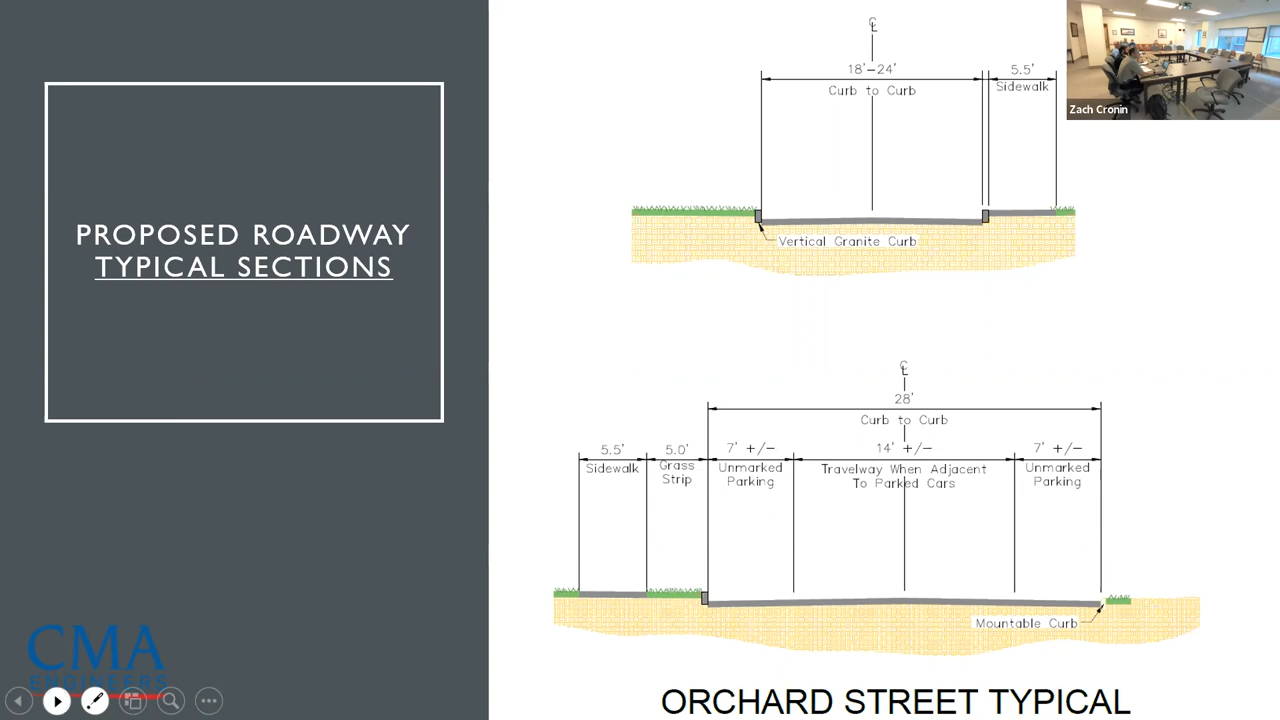 PROPOSED ROADWAY
TYPICAL SECTIONS
CMA
ENGINEERS
℄
18'-24'
Curb to Curb
5.5'
Sidewalk
Vertical Granite Curb
Zach Cronin
℄
28'
Curb to Curb
5.5'
Sidewalk
5.0'
Grass
Strip
7' +/-
Unmarked
Parking
14' +/-
Travelway When Adjacent
To Parked Cars
7' +/-
Unmarked
Parking
Mountable Curb
ORCHARD STREET TYPICAL